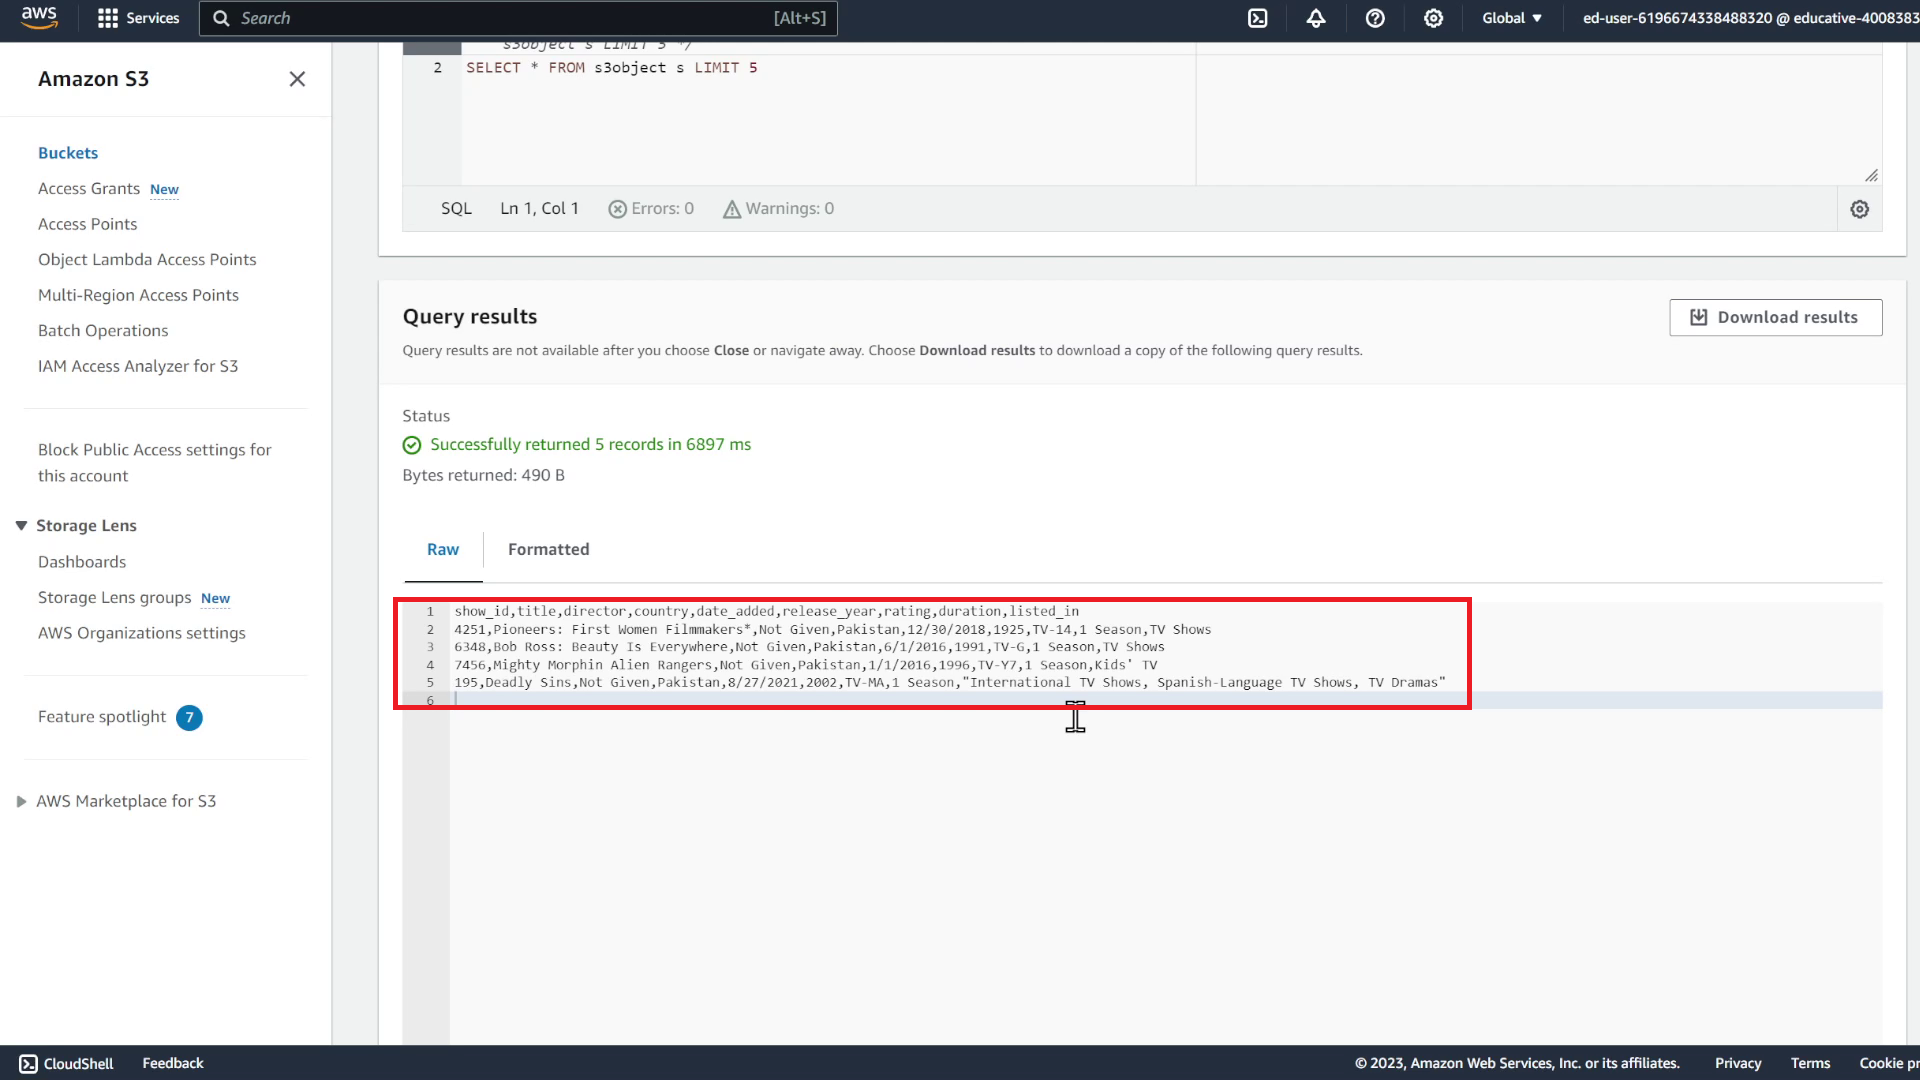 aws
Services
Search
[Alt+S]
Global
ed-user-6196674338488320 @ educative-4008383
Amazon S3
Buckets
Access Grants New
Access Points
Object Lambda Access Points
Multi-Region Access Points
Batch Operations
IAM Access Analyzer for S3
Block Public Access settings for
this account
Storage Lens
Dashboards
Storage Lens groups New
AWS Organizations settings
Feature spotlight 7
AWS Marketplace for S3
s3object s LIMIT 5 */
2 SELECT * FROM s3object s LIMIT 5
SQL Ln 1, Col 1 Errors: 0 Warnings: 0
Query results
Download results
Query results are not available after you choose Close or navigate away. Choose Download results to download a copy of the following query results.
Status
Successfully returned 5 records in 6897 ms
Bytes returned: 490 B
Raw Formatted
1 show_id,title,director,country,date_added,release_year,rating,duration,listed_in
2 4251,Pioneers: First Women Filmmakers*,Not Given,Pakistan,12/30/2018,1925,TV-14,1 Season,TV Shows
3 6348,Bob Ross: Beauty Is Everywhere,Not Given,Pakistan,6/1/2016,1991,TV-G,1 Season,TV Shows
4 7456,Mighty Morphin Alien Rangers,Not Given,Pakistan,1/1/2016,1996,TV-Y7,1 Season,Kids' TV
5 195,Deadly Sins,Not Given,Pakistan,8/27/2021,2002,TV-MA,1 Season,"International TV Shows, Spanish-Language TV Shows, TV Dramas"
6
CloudShell Feedback
© 2023, Amazon Web Services, Inc. or its affiliates. Privacy Terms Cookie pr